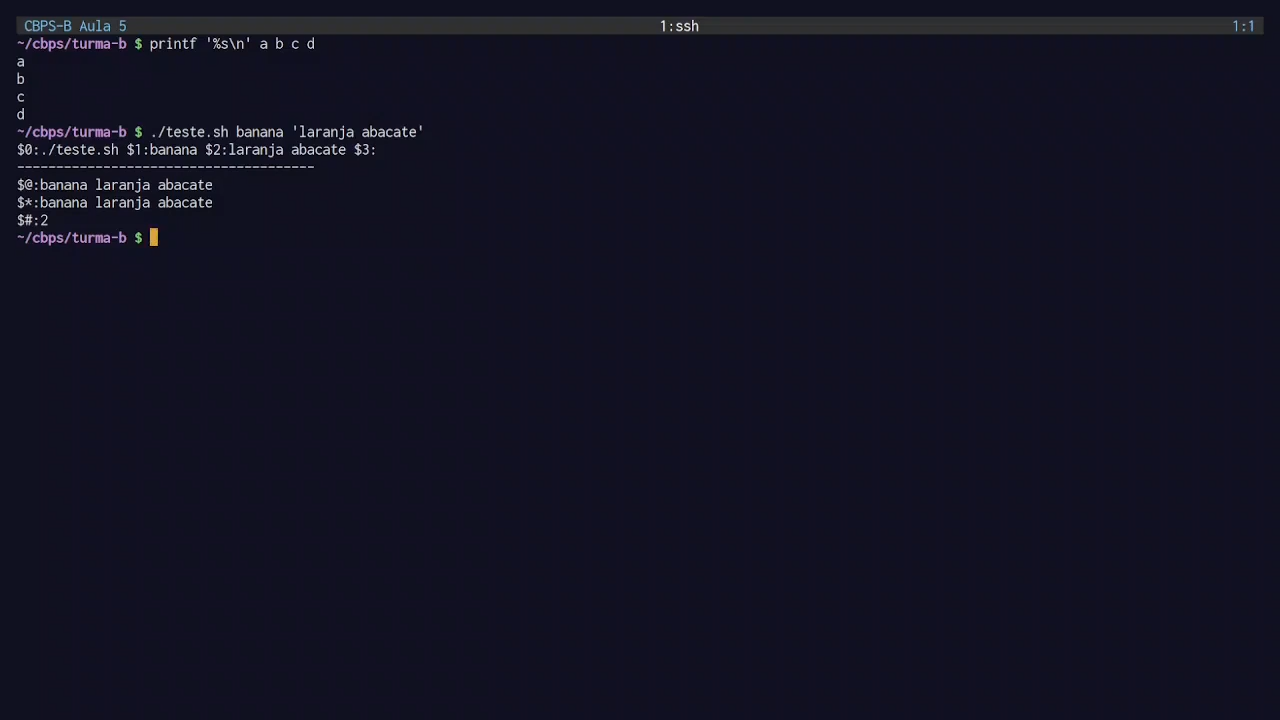 CBPS-B Aula 5 1:ssh 1:1
~/cbps/turma-b $ printf '%s\n' a b c d
a
b
c
d
~/cbps/turma-b $ ./teste.sh banana 'laranja abacate'
$0:./teste.sh $1:banana $2:laranja abacate $3:
--------------------------------------
$@:banana laranja abacate
$*:banana laranja abacate
$#:2
~/cbps/turma-b $